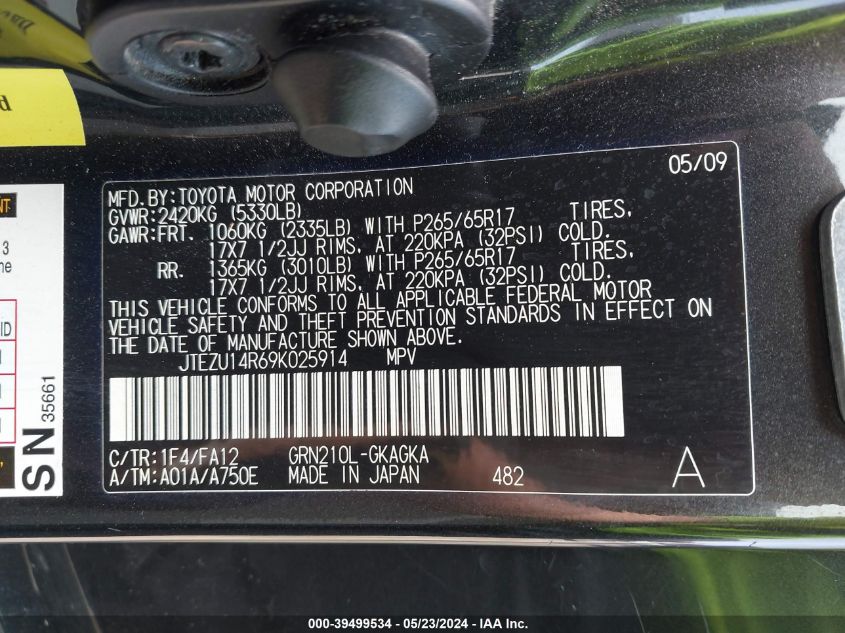 05/09
MFD.BY:TOYOTA MOTOR CORPORATION
GVWR:2420KG (5330LB)
GAWR:FRT. 1060KG (2335LB) WITH P265/65R17 TIRES,
17X7 1/2JJ RIMS, AT 220KPA (32PSI) COLD.
RR. 1365KG (3010LB) WITH P265/65R17 TIRES,
17X7 1/2JJ RIMS, AT 220KPA (32PSI) COLD.
THIS VEHICLE CONFORMS TO ALL APPLICABLE FEDERAL MOTOR
VEHICLE SAFETY AND THEFT PREVENTION STANDARDS IN EFFECT ON
THE DATE OF MANUFACTURE SHOWN ABOVE.
JTEZU14R69K025914 MPV
C/TR:1F4/FA12 GRN210L-GKAGKA
A/TM:A01A/A750E MADE IN JAPAN 482 A
SN 35661
000-39499534 - 05/23/2024 - IAA Inc.